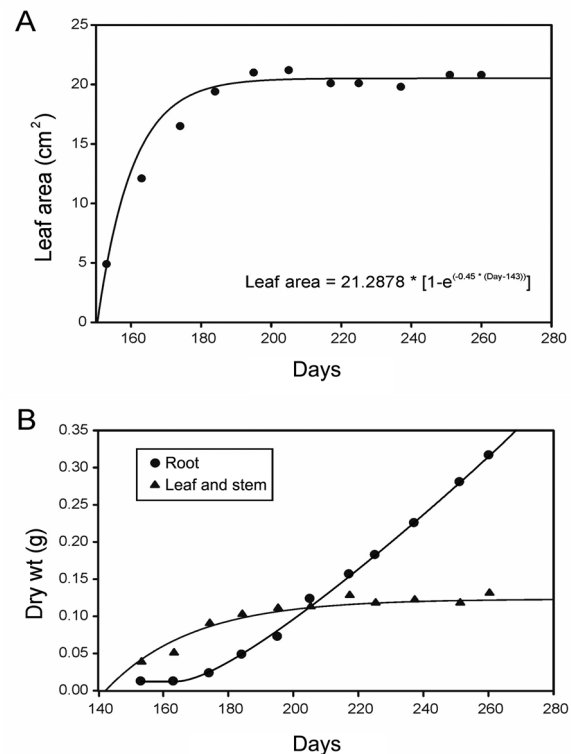 A
Leaf area (cm²)
25
20
15
10
5
0
Leaf area = 21.2878 * [1-e^(-0.45 * (Day-143))]
160 180 200 220 240 260 280
Days
B
Dry wt (g)
0.35
0.30
0.25
0.20
0.15
0.10
0.05
0.00
Root
Leaf and stem
140 160 180 200 220 240 260 280
Days